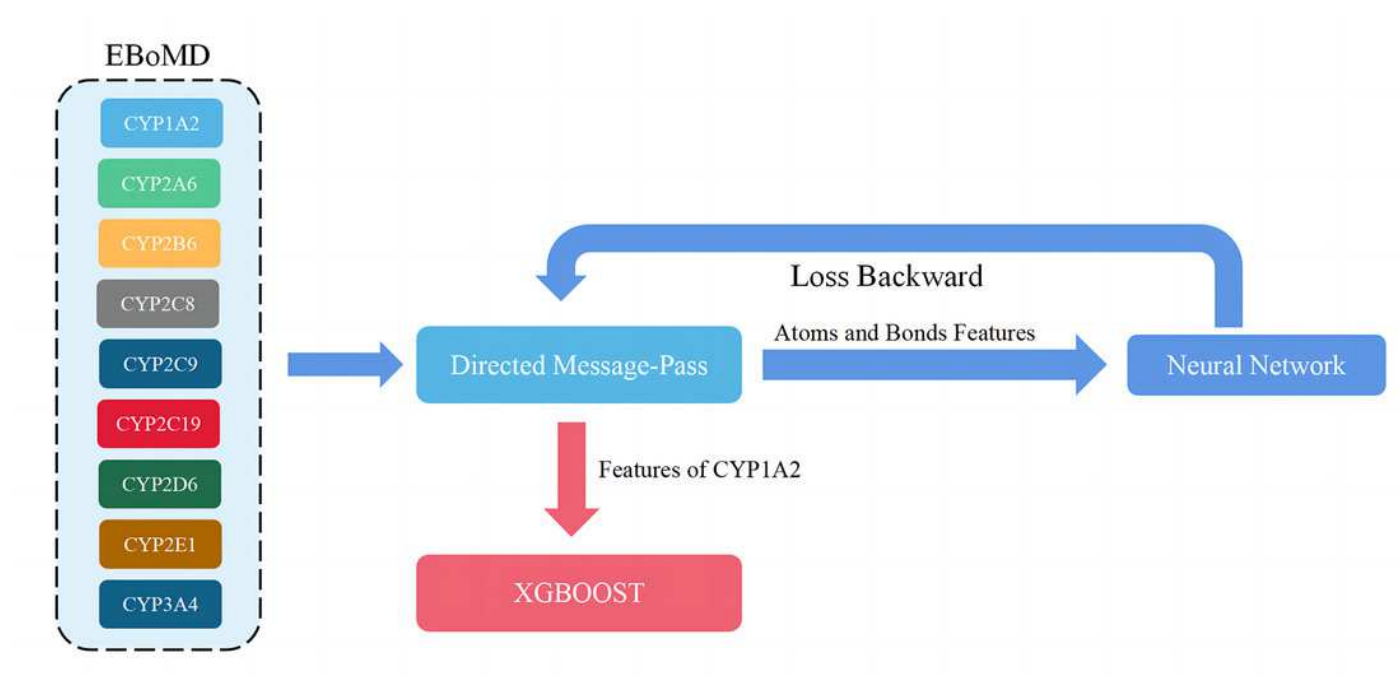 EBoMD
CYP1A2
CYP2A6
CYP2B6
CYP2C8
CYP2C9
CYP2C19
CYP2D6
CYP2E1
CYP3A4
Loss Backward
Atoms and Bonds Features
Directed Message-Pass
Neural Network
Features of CYP1A2
XGBOOST